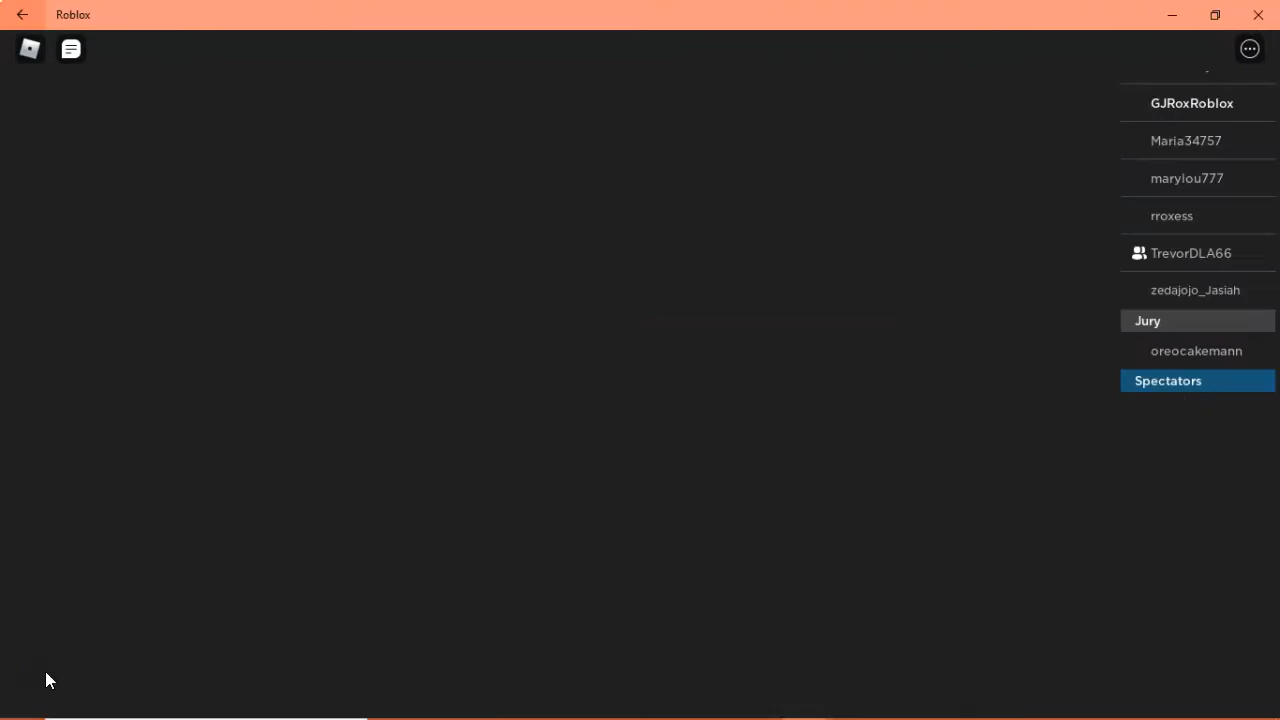 Roblox
GJRoxRoblox
Maria34757
marylou777
rroxess
TrevorDLA66
zedajojo_Jasiah
Jury
oreocakemann
Spectators